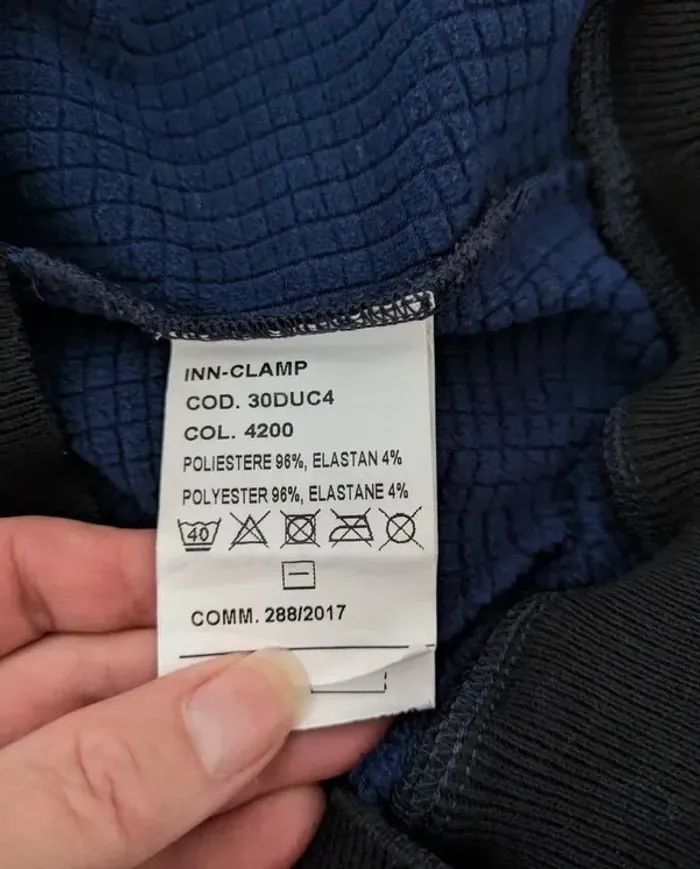 INN-CLAMP
COD. 30DUC4
COL. 4200
POLIESTERE 96%, ELASTAN 4%
POLYESTER 96%, ELASTANE 4%
40
COMM. 288/2017